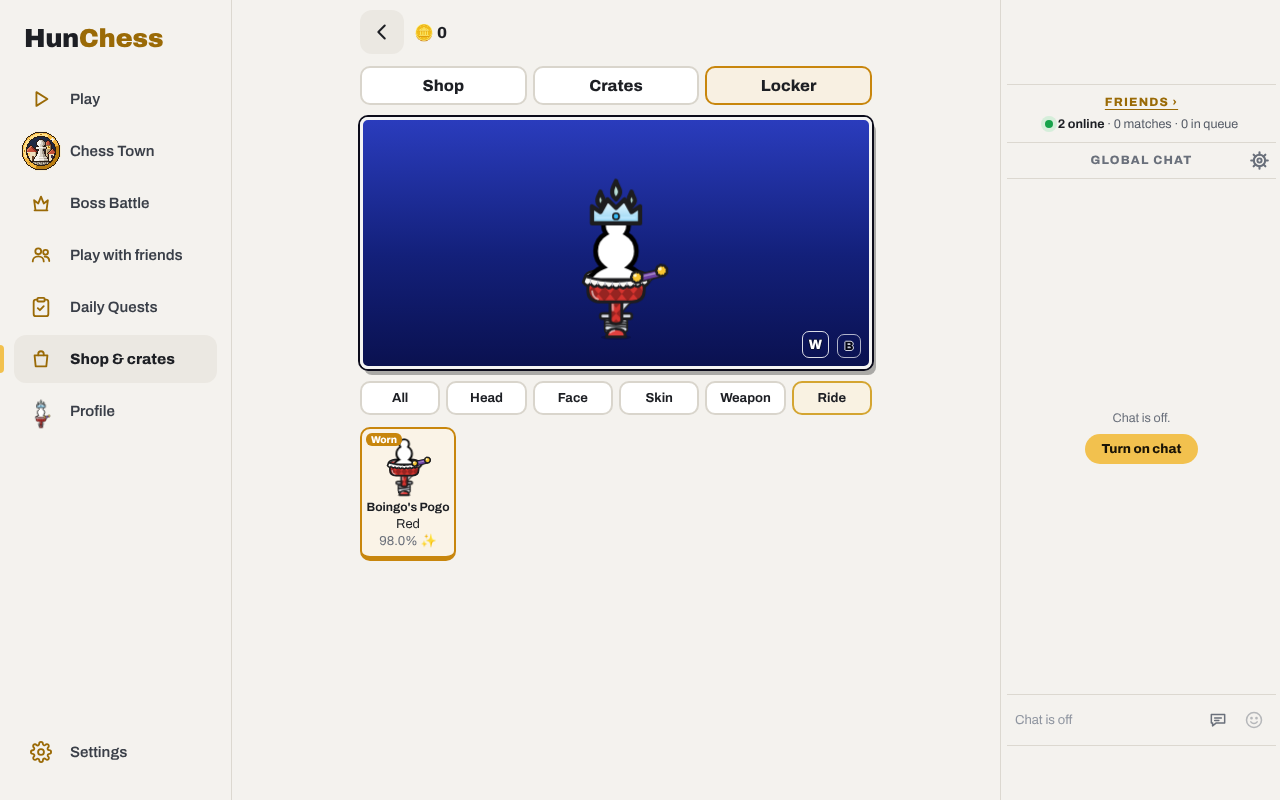 HunChess
Play
Chess Town
Boss Battle
Play with friends
Daily Quests
Shop & crates
Profile
Settings
0
Shop
Crates
Locker
W
B
All
Head
Face
Skin
Weapon
Ride
Worn
Boingo's Pogo
Red
98.0% ✨
FRIENDS ›
2 online · 0 matches · 0 in queue
GLOBAL CHAT
Chat is off.
Turn on chat
Chat is off